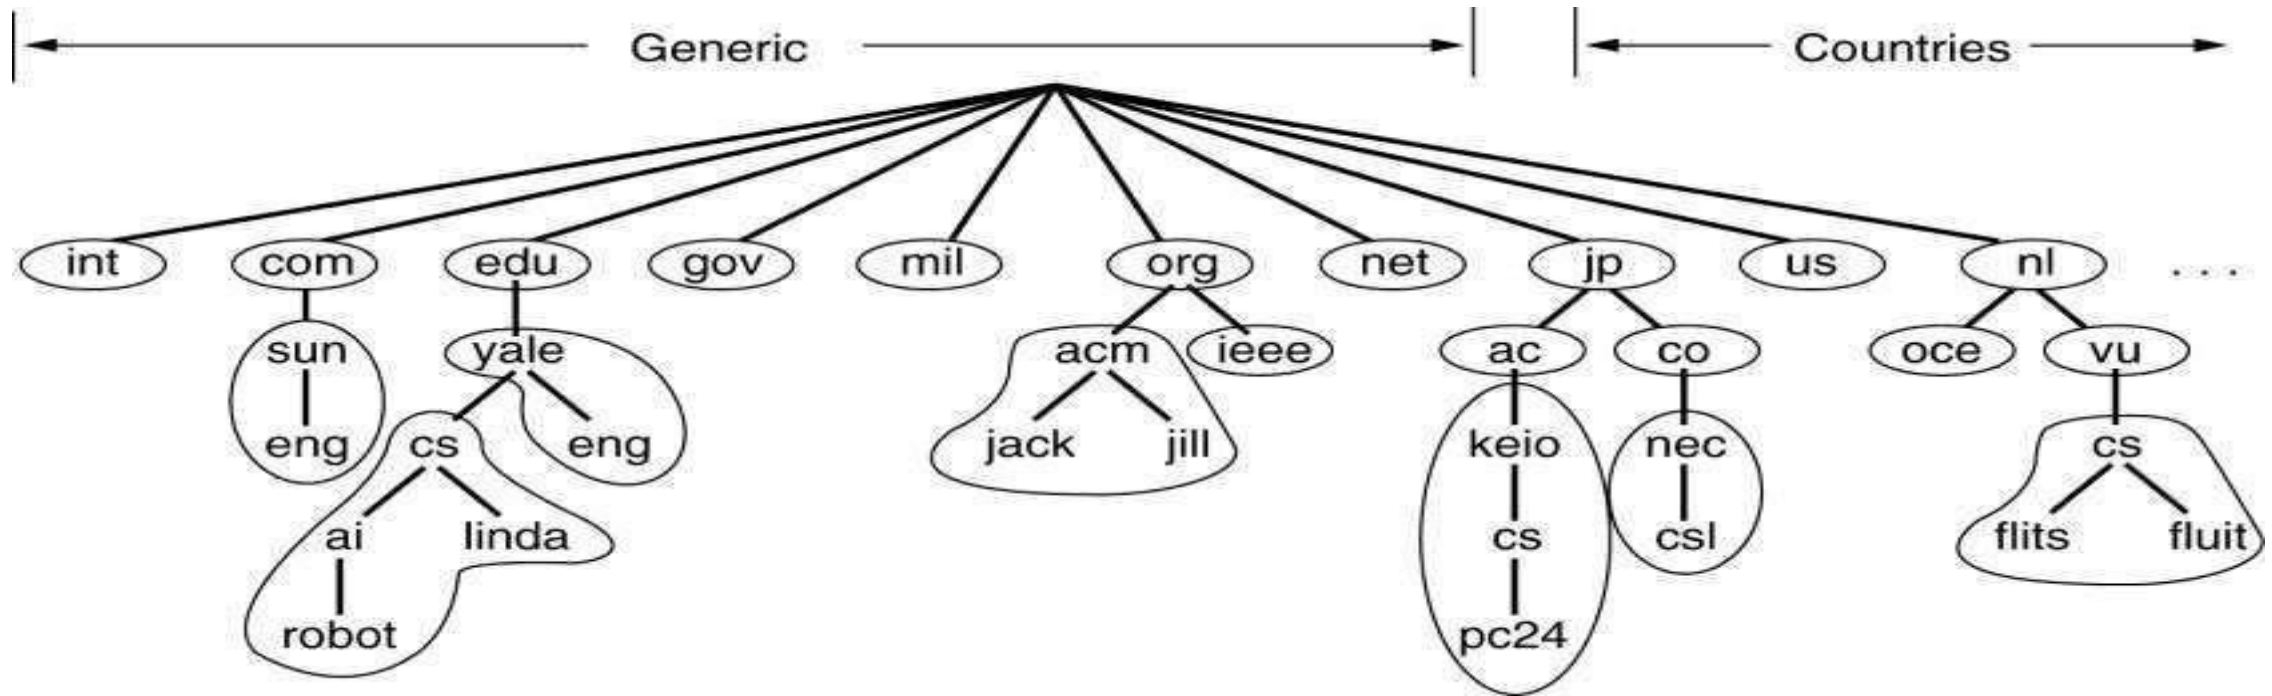 Generic Countries
int com edu gov mil org net jp us nl . . .
sun yale acm ieee ac co oce vu
eng cs eng jack jill keio nec cs
ai linda cs csl flits fluit
robot pc24